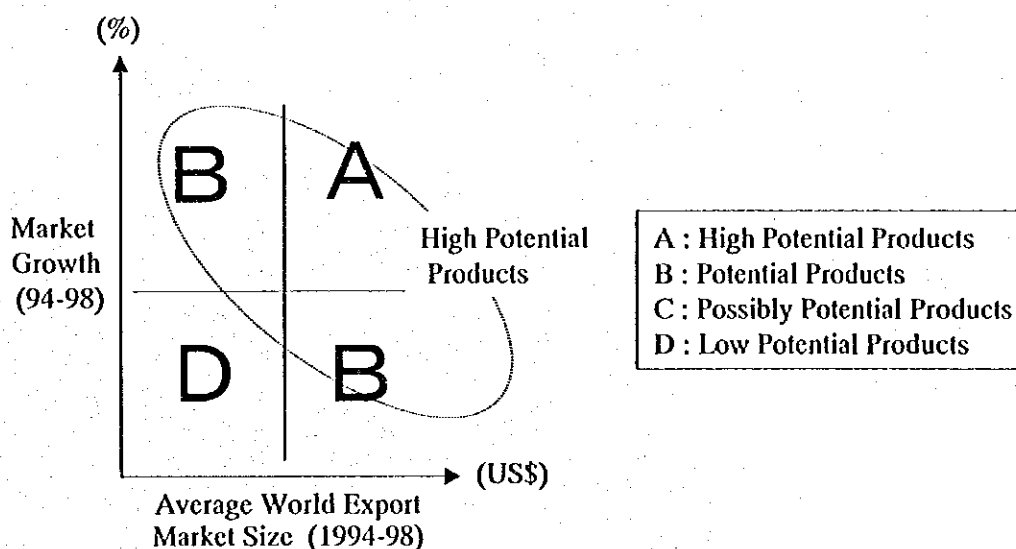 (%)
B
A
Market
Growth
(94-98)
High Potential
Products
D
B
(US$)
Average World Export
Market Size (1994-98)
A : High Potential Products
B : Potential Products
C : Possibly Potential Products
D : Low Potential Products